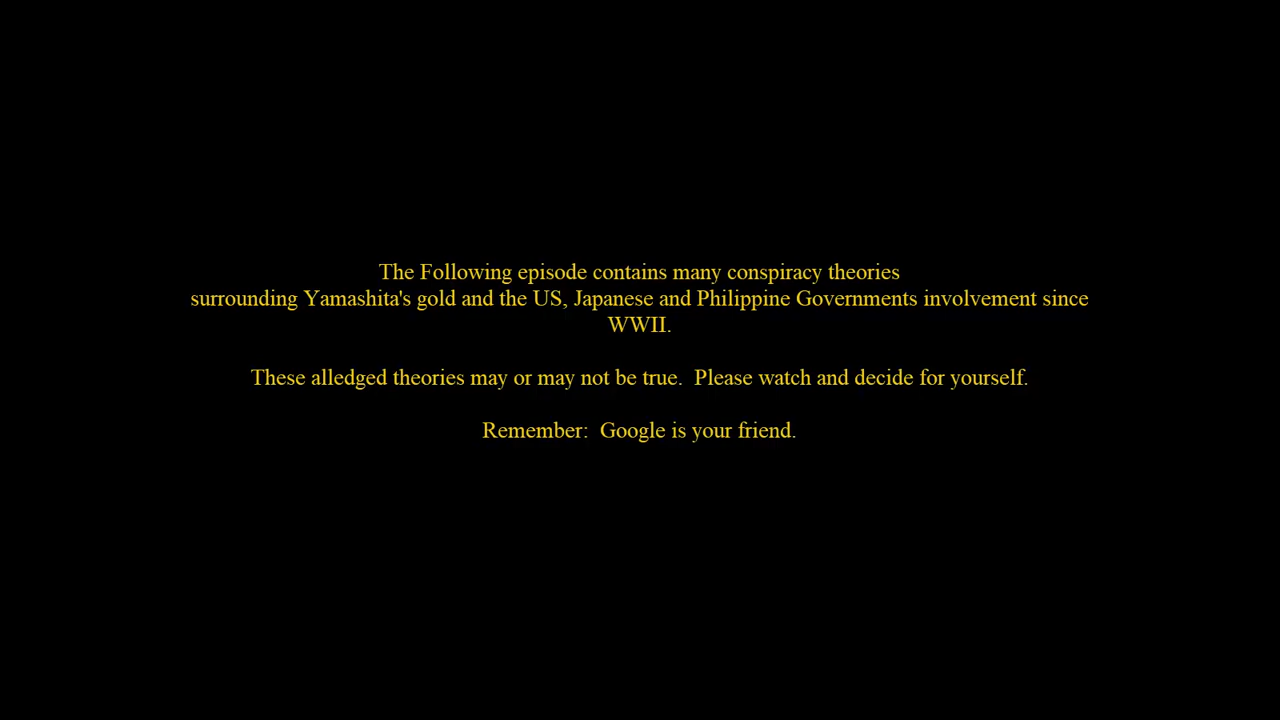 The Following episode contains many conspiracy theories
surrounding Yamashita's gold and the US, Japanese and Philippine Governments involvement since
WWII.
These alledged theories may or may not be true.  Please watch and decide for yourself.
Remember:  Google is your friend.